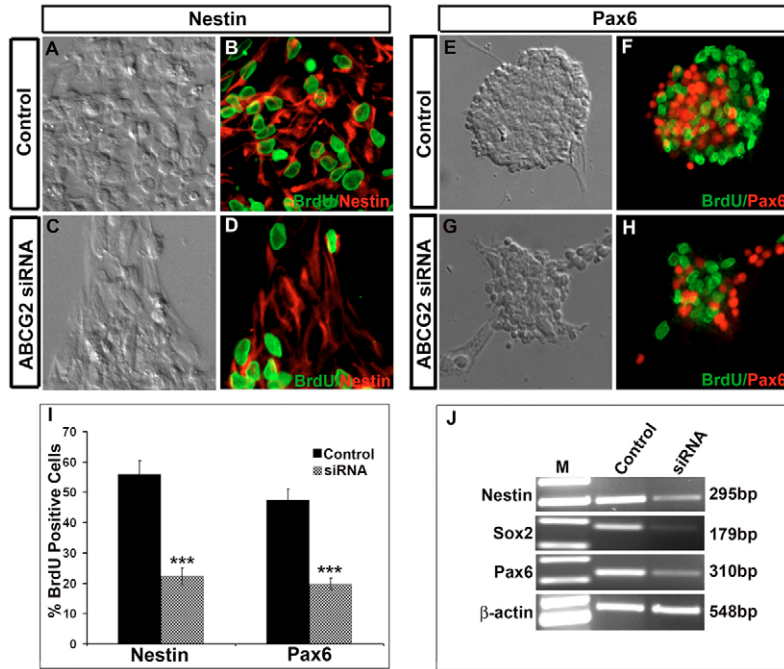 Nestin
Pax6
Control
A
B
BrdU/Nestin
ABCG2 siRNA
C
D
BrdU/Nestin
Control
E
F
BrdU/Pax6
ABCG2 siRNA
G
H
BrdU/Pax6
I
% BrdU Positive Cells
70
60
50
40
30
20
10
0
Control
siRNA
***
***
Nestin
Pax6
J
M
Control
siRNA
Nestin
295bp
Sox2
179bp
Pax6
310bp
β-actin
548bp